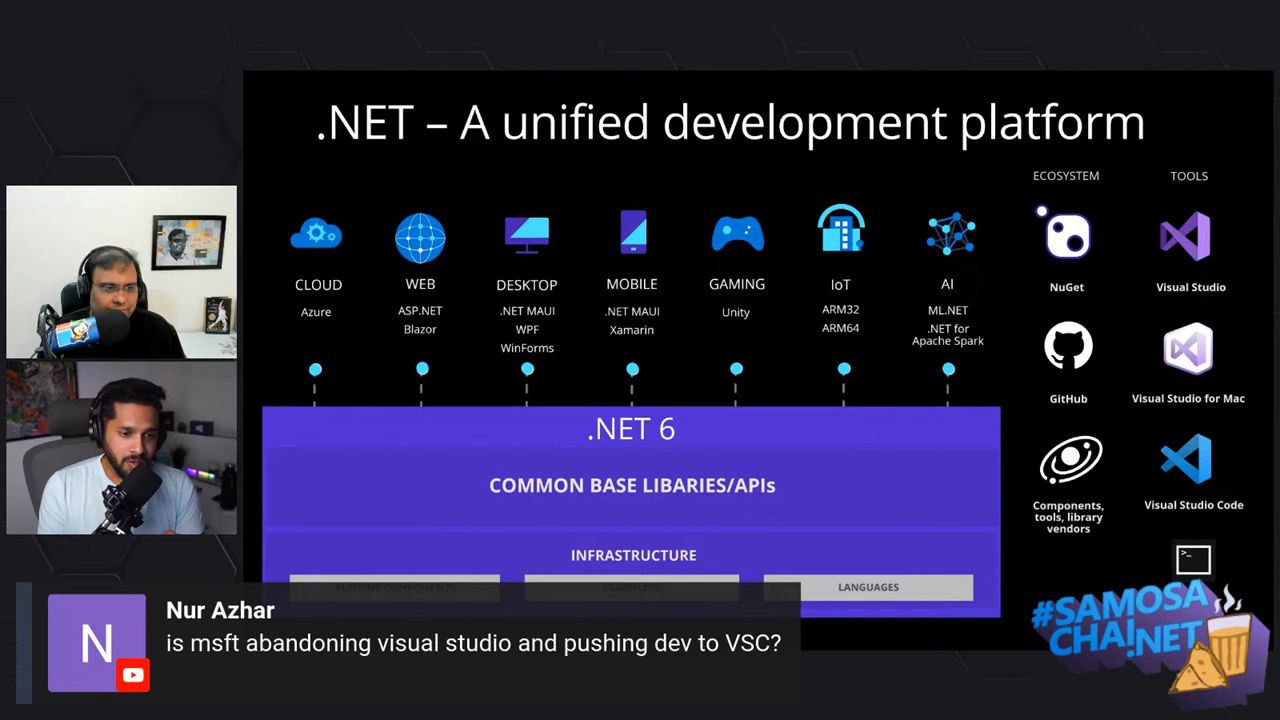 .NET – A unified development platform
ECOSYSTEM
TOOLS
CLOUD
Azure
WEB
ASP.NET
Blazor
DESKTOP
.NET MAUI
WPF
WinForms
MOBILE
.NET MAUI
Xamarin
GAMING
Unity
IoT
ARM32
ARM64
AI
ML.NET
.NET for
Apache Spark
NuGet
Visual Studio
GitHub
Visual Studio for Mac
Components,
tools, library
vendors
Visual Studio Code
>_
.NET 6
COMMON BASE LIBARIES/APIs
INFRASTRUCTURE
RUNTIME COMPONENTS
COMPILERS
LANGUAGES
N
Nur Azhar
is msft abandoning visual studio and pushing dev to VSC?
#SAMOSA
CHAI.NET